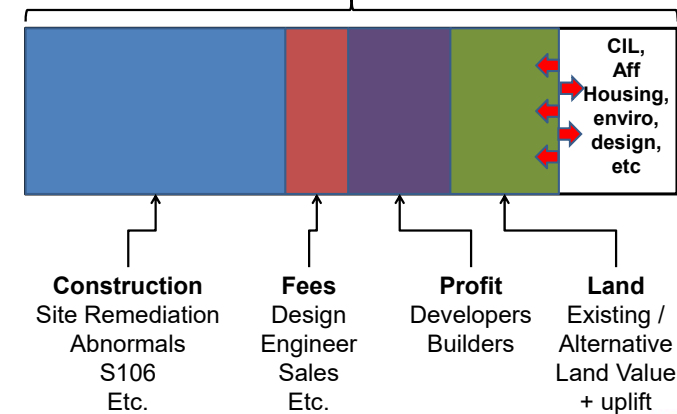 CIL,
Aff
Housing,
enviro,
design,
etc
Construction
Site Remediation
Abnormals
S106
Etc.
Fees
Design
Engineer
Sales
Etc.
Profit
Developers
Builders
Land
Existing /
Alternative
Land Value
+ uplift